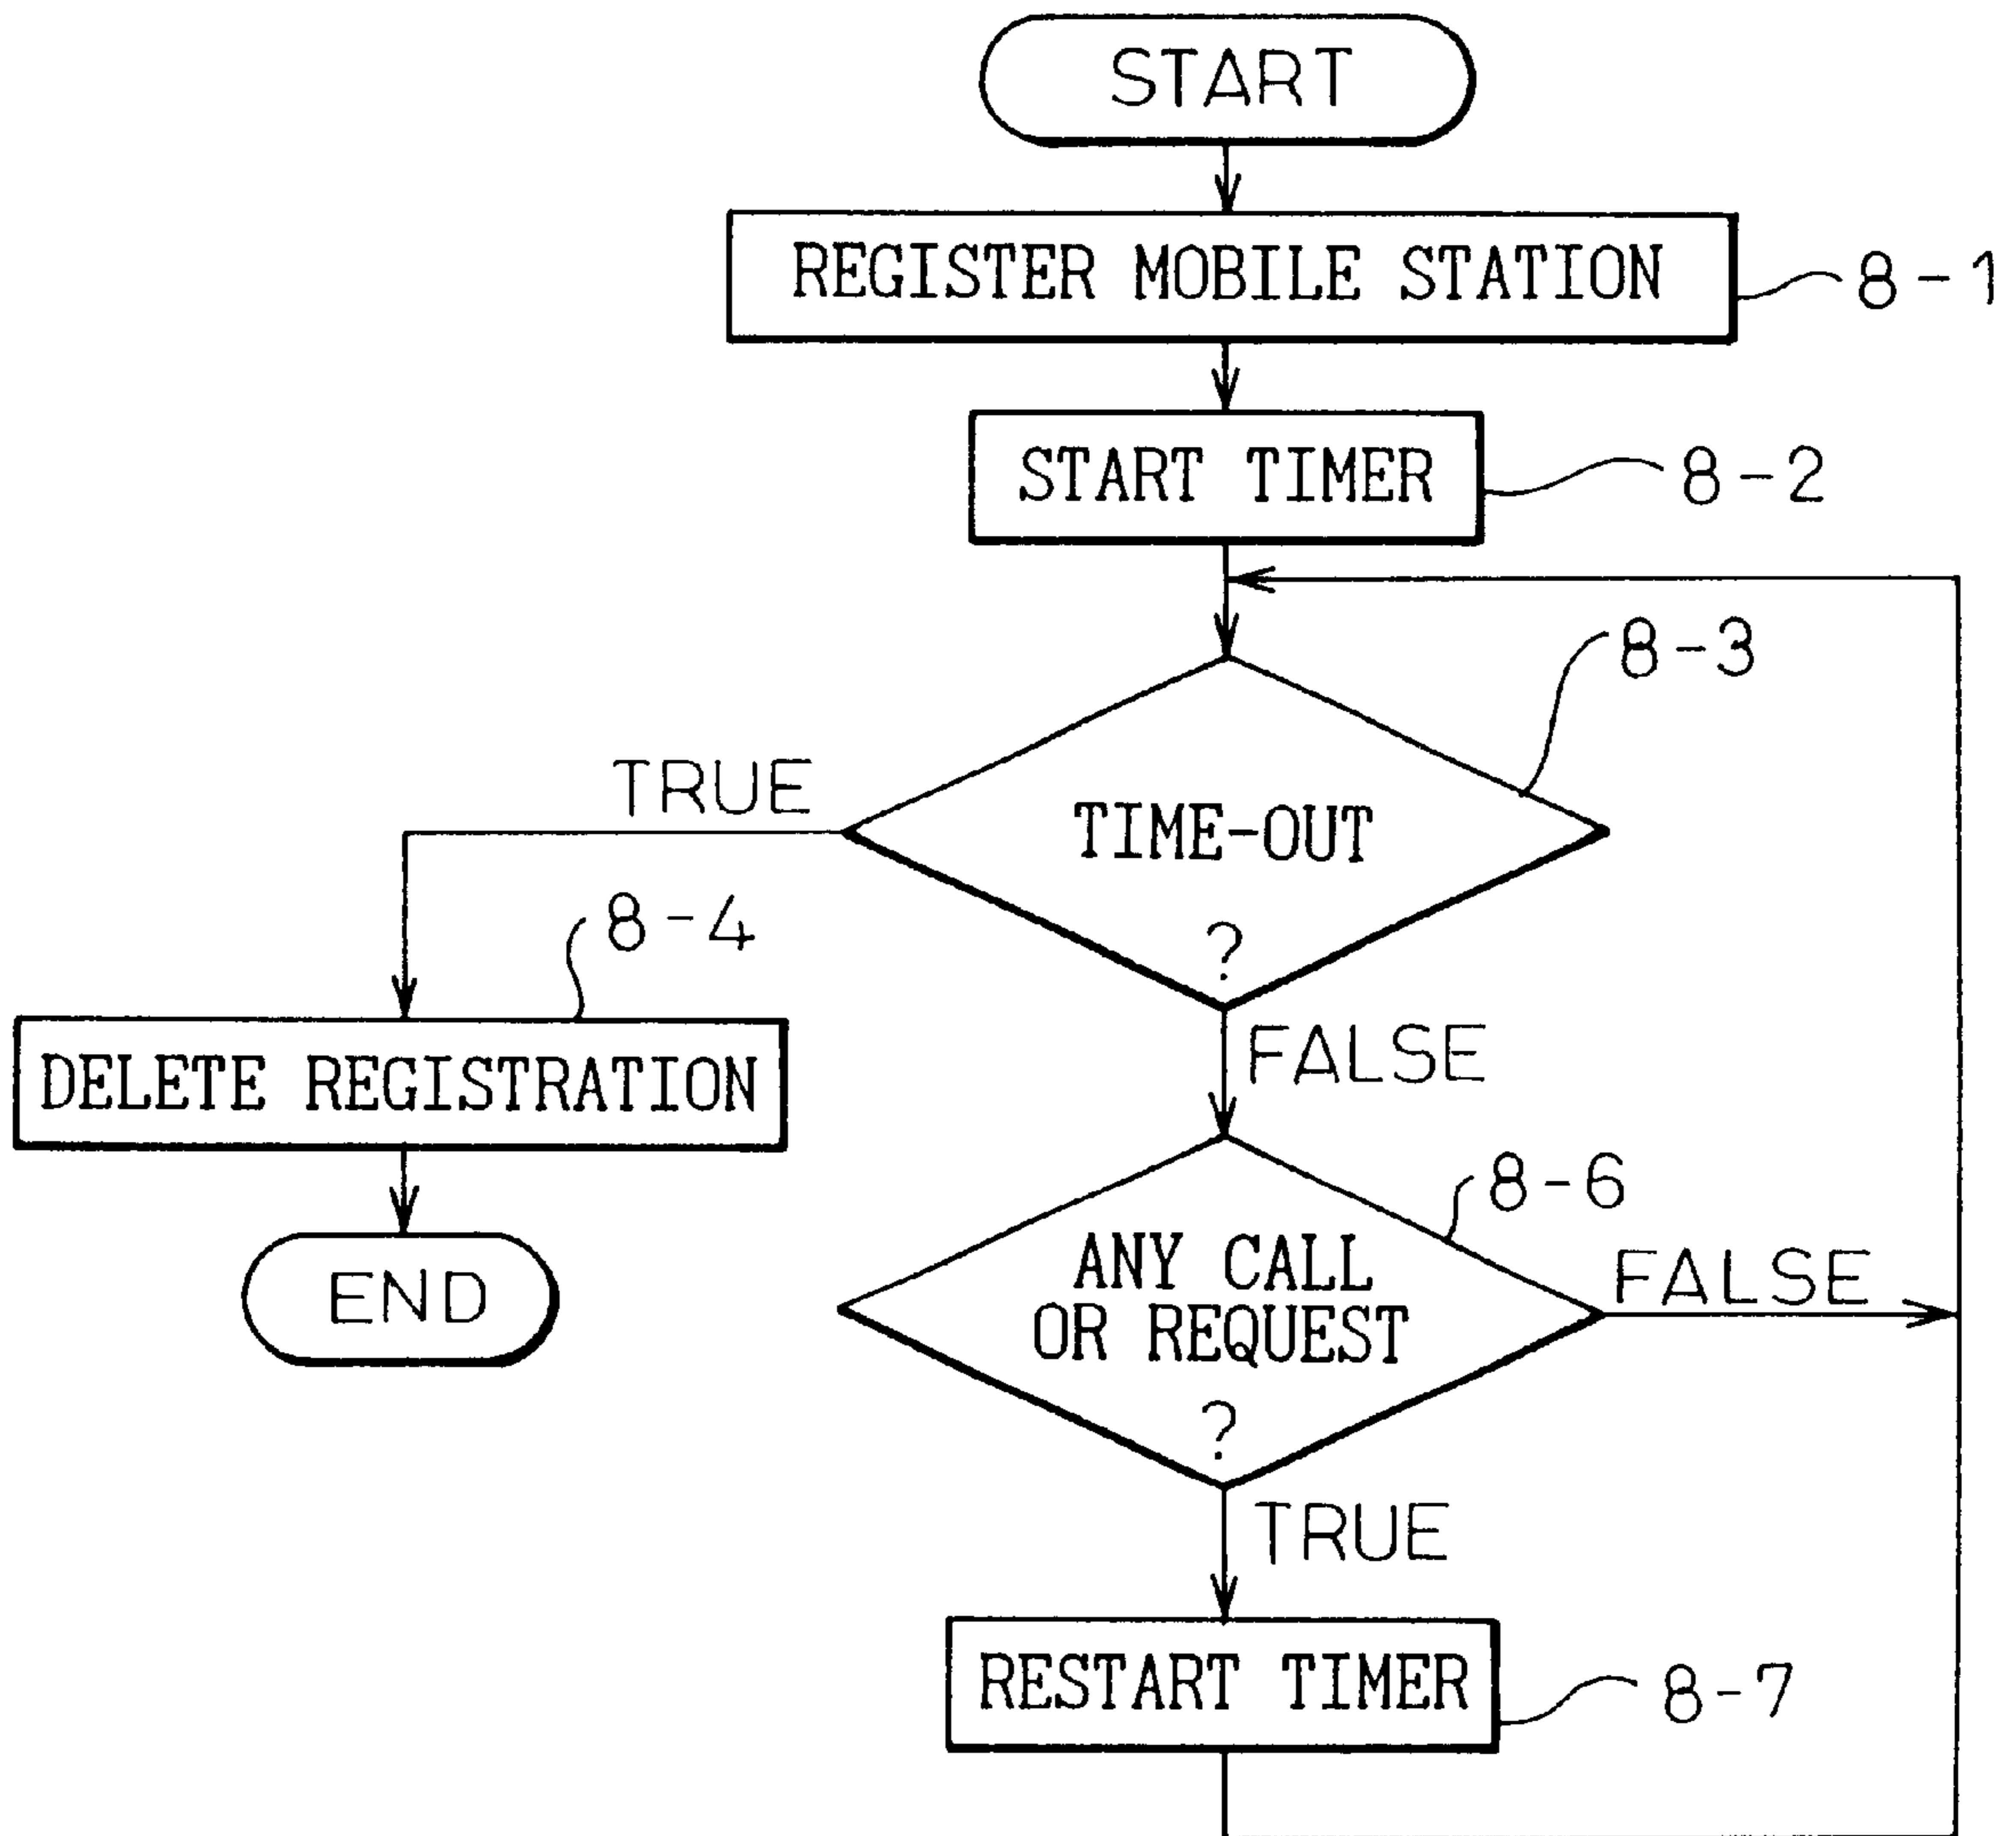 START
REGISTER MOBILE STATION
8-1
START TIMER
8-2
8-3
TRUE
TIME-OUT
?
8-4
FALSE
DELETE REGISTRATION
8-6
ANY CALL
OR REQUEST
?
FALSE
END
TRUE
RESTART TIMER
8-7